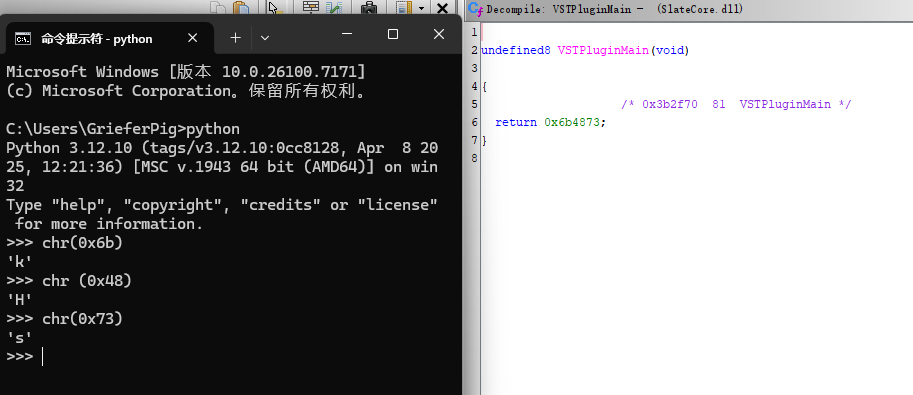 命令提示符 - python
Microsoft Windows [版本 10.0.26100.7171]
(c) Microsoft Corporation。保留所有权利。
C:\Users\GrieferPig>python
Python 3.12.10 (tags/v3.12.10:0cc8128, Apr  8 20
25, 12:21:36) [MSC v.1943 64 bit (AMD64)] on win
32
Type "help", "copyright", "credits" or "license"
 for more information.
>>> chr(0x6b)
'k'
>>> chr (0x48)
'H'
>>> chr(0x73)
's'
>>>
Decompile: VSTPluginMain - (SlateCore.dll)
1
2 undefined8 VSTPluginMain(void)
3
4 {
5 /* 0x3b2f70  81  VSTPluginMain */
6 return 0x6b4873;
7 }
8